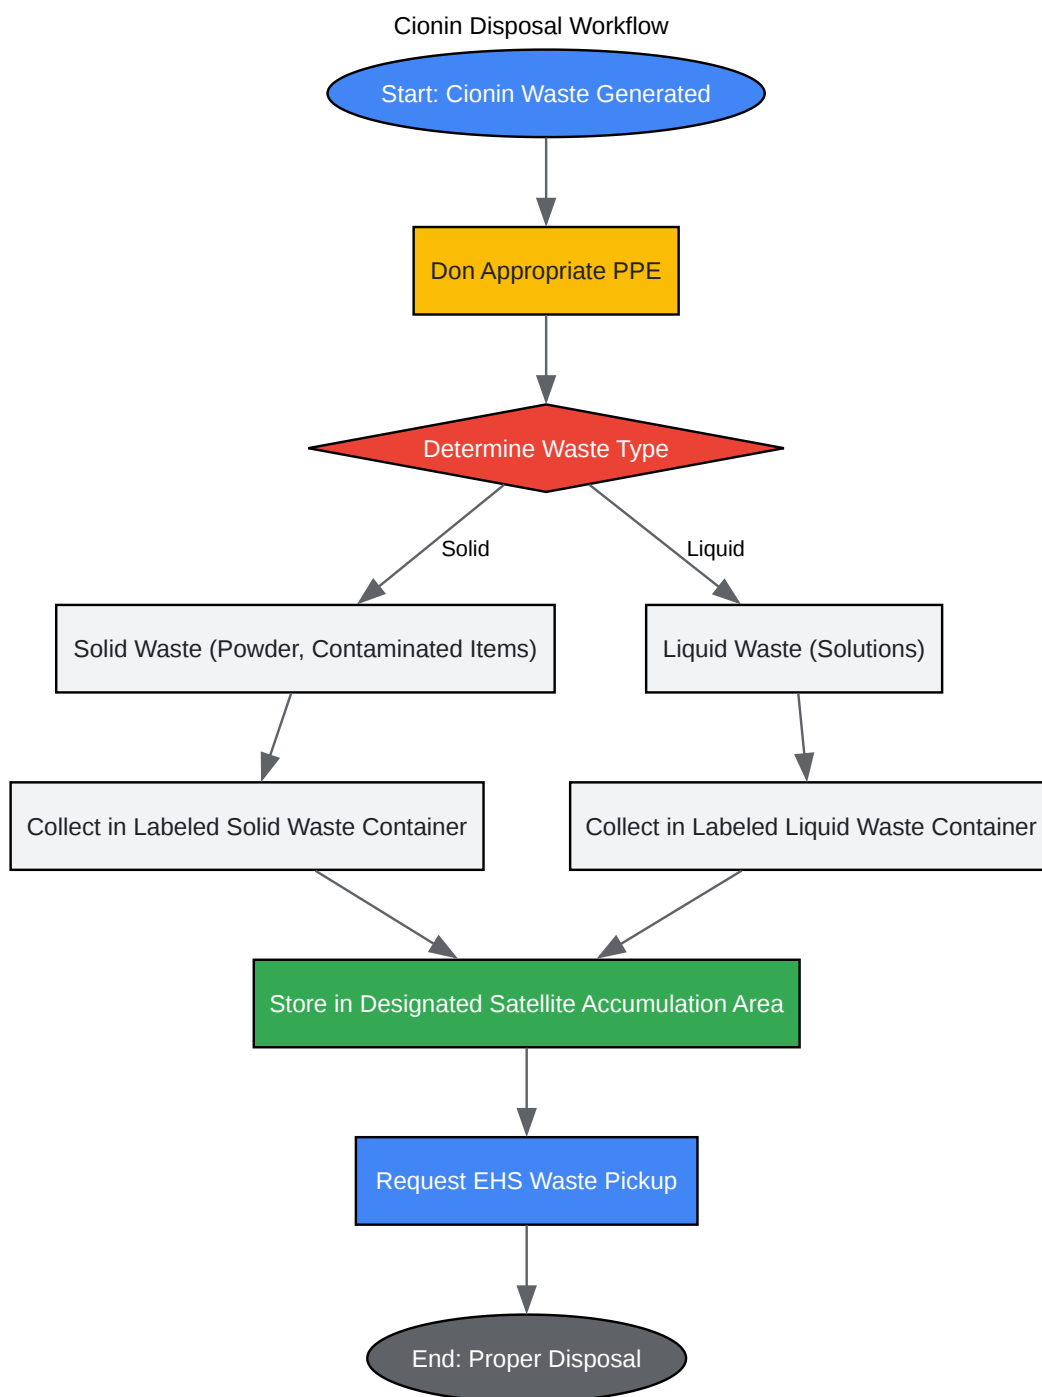 Cionin Disposal Workflow
Start: Cionin Waste Generated
Don Appropriate PPE
Determine Waste Type
Solid
Liquid
Solid Waste (Powder, Contaminated Items)
Liquid Waste (Solutions)
Collect in Labeled Solid Waste Container
Collect in Labeled Liquid Waste Container
Store in Designated Satellite Accumulation Area
Request EHS Waste Pickup
End: Proper Disposal